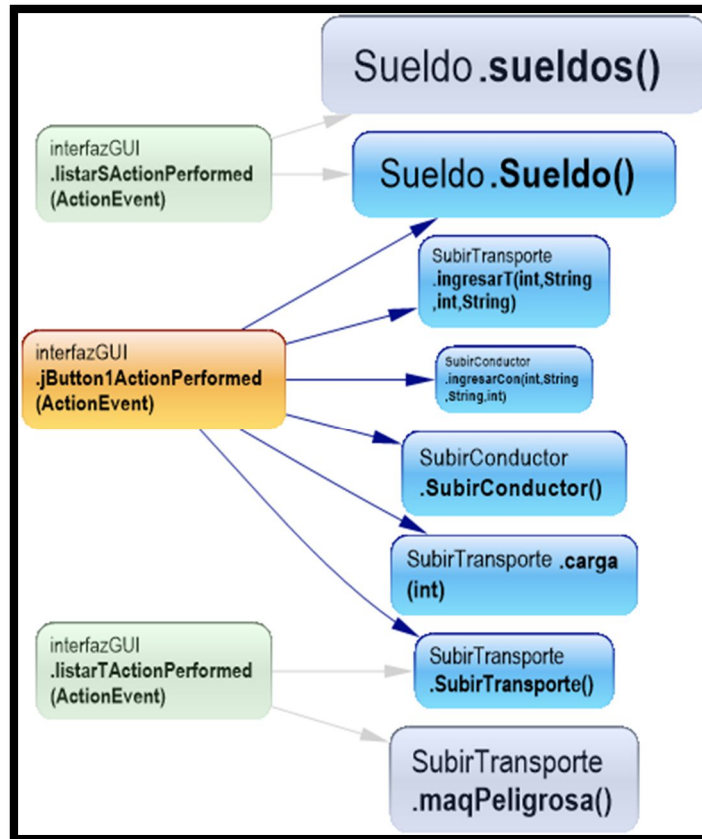 Sueldo .sueldos()
interfazGUI
.listarSActionPerformed
(ActionEvent)
Sueldo .Sueldo()
SubirTransporte
.ingresarT(int,String
,int,String)
interfazGUI
.jButton1ActionPerformed
(ActionEvent)
SubirConductor
.ingresarCon(int,String
,String,int)
SubirConductor
.SubirConductor()
SubirTransporte .carga
(int)
interfazGUI
.listarTActionPerformed
(ActionEvent)
SubirTransporte
.SubirTransporte()
SubirTransporte
.maqPeligrosa()